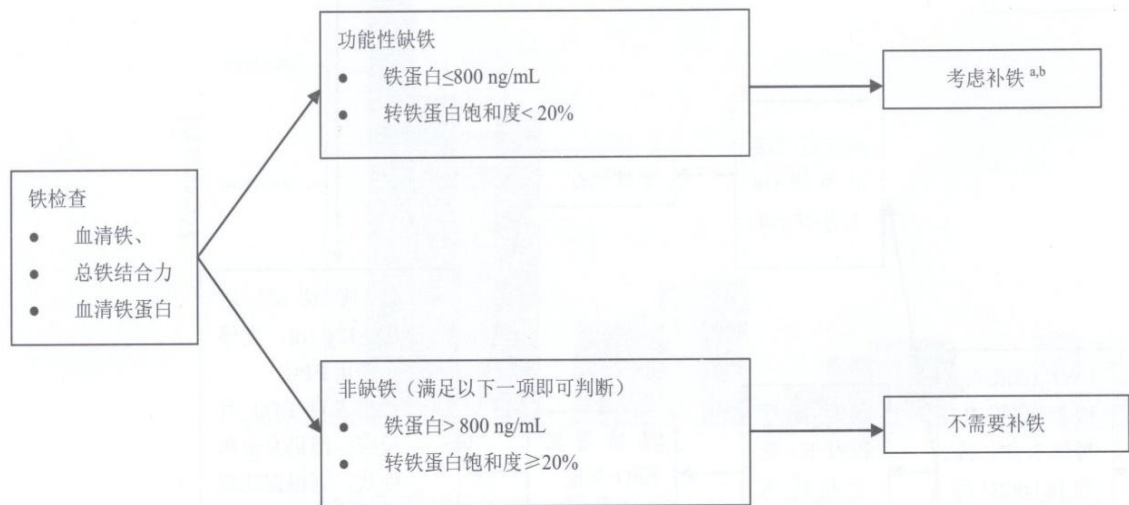 功能性缺铁
● 铁蛋白≤800 ng/mL
● 转铁蛋白饱和度< 20%
考虑补铁 a,b
铁检查
● 血清铁、
● 总铁结合力
● 血清铁蛋白
非缺铁（满足以下一项即可判断）
● 铁蛋白> 800 ng/mL
● 转铁蛋白饱和度≥20%
不需要补铁